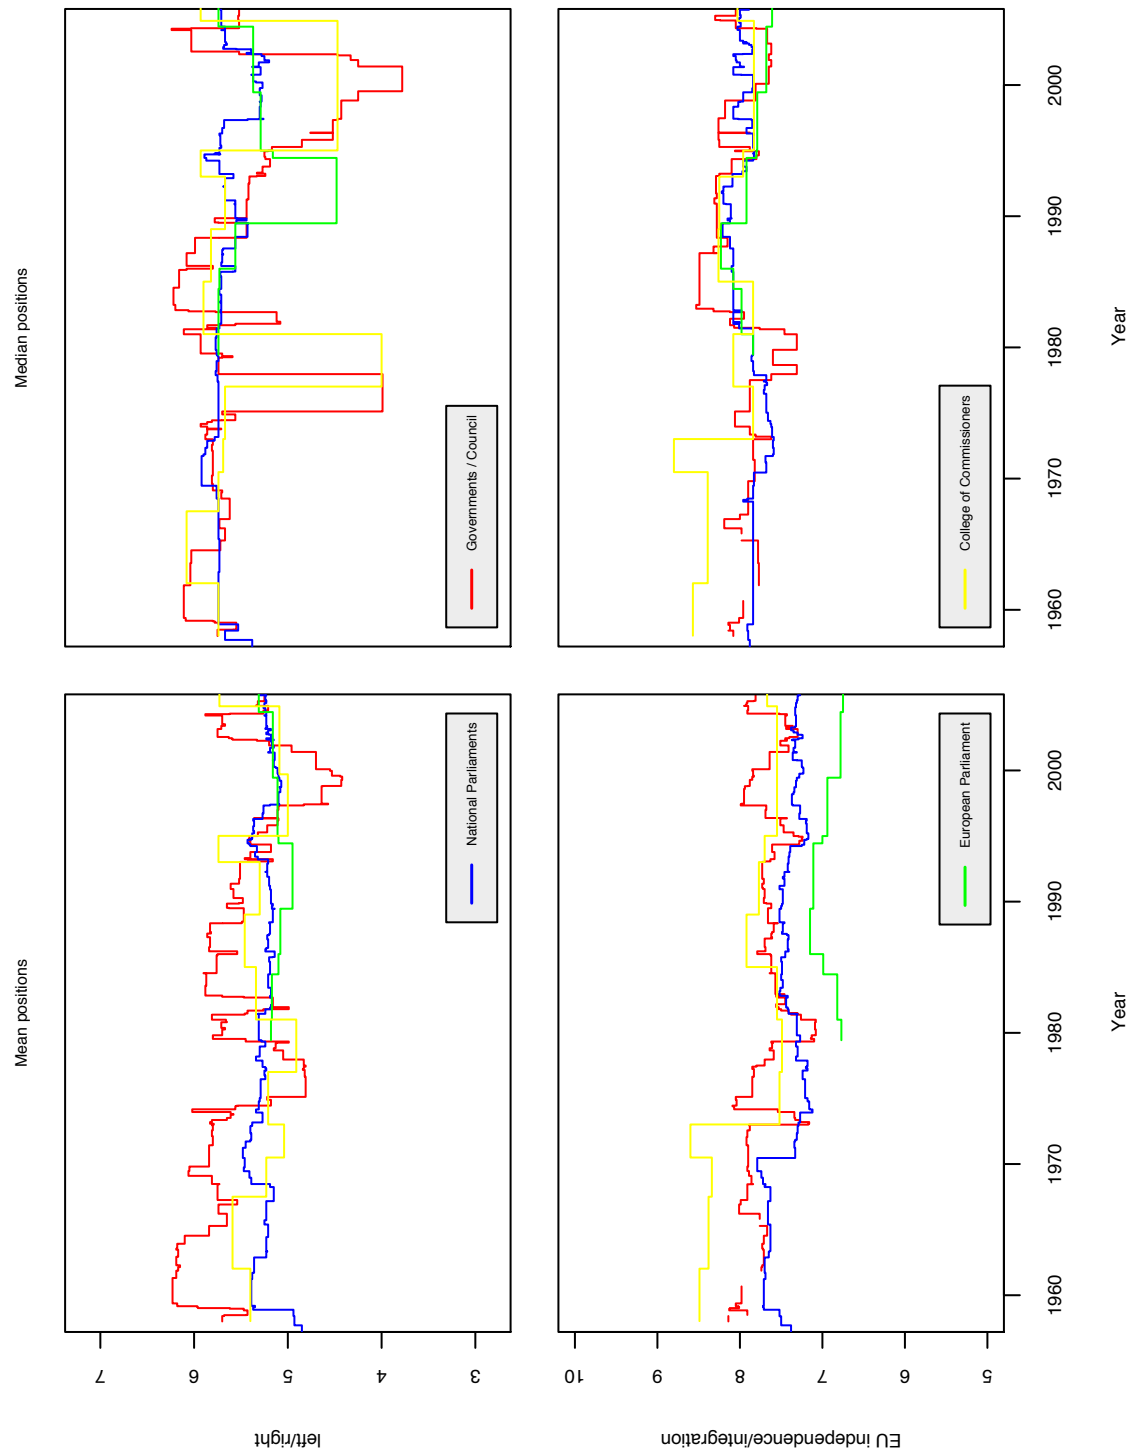 Mean positions
Median positions
7
6
5
4
3
left/right
National Parliaments
Governments / Council
10
9
8
7
6
5
EU independence/integration
European Parliament
College of Commissioners
1960
1970
1980
1990
2000
1960
1970
1980
1990
2000
Year
Year